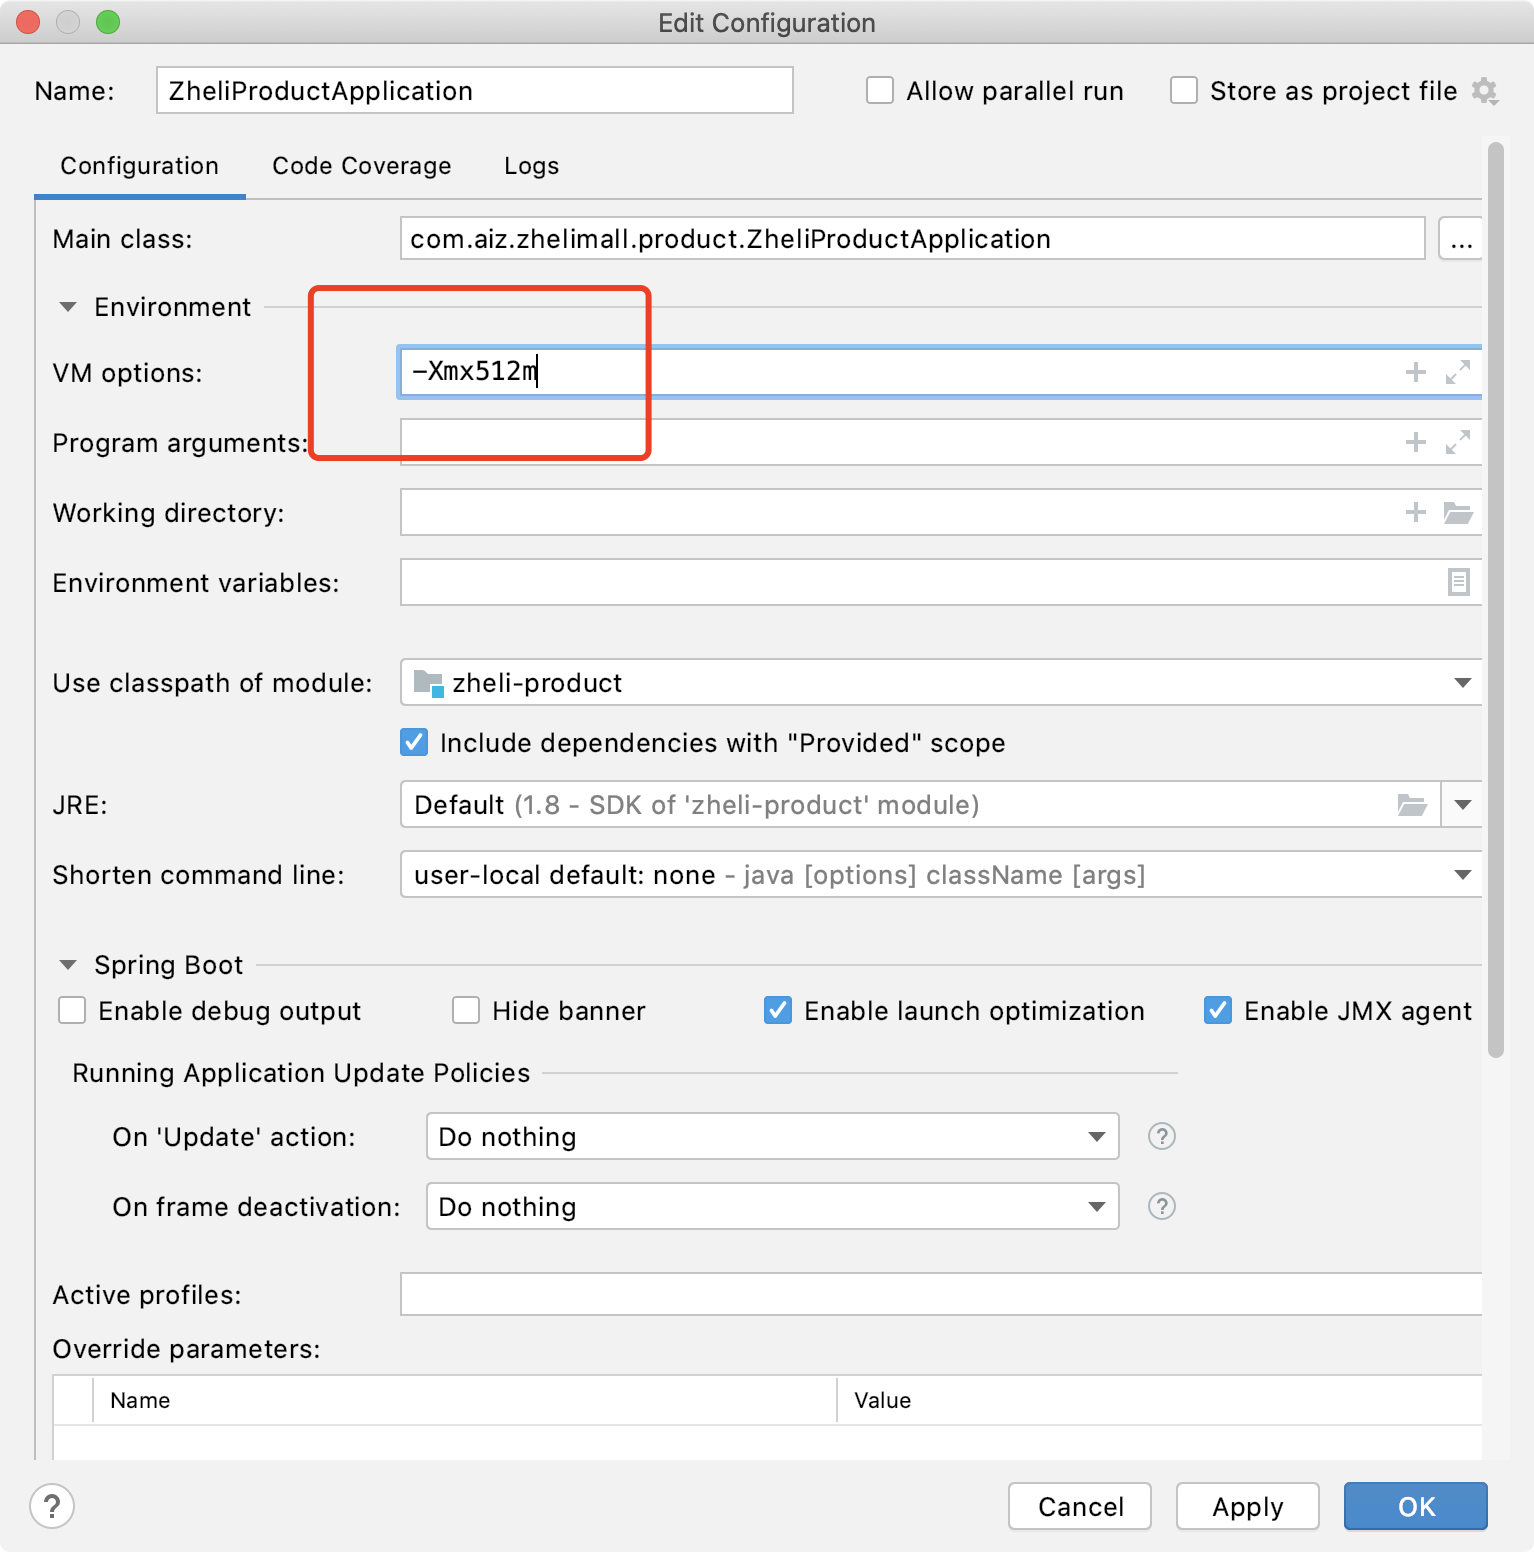 Edit Configuration
Name: ZheliProductApplication Allow parallel run Store as project file
Configuration Code Coverage Logs
Main class: com.aiz.zhelimall.product.ZheliProductApplication ...
Environment
VM options: -Xmx512m
Program arguments:
Working directory:
Environment variables:
Use classpath of module: zheli-product
Include dependencies with "Provided" scope
JRE: Default (1.8 - SDK of 'zheli-product' module)
Shorten command line: user-local default: none - java [options] className [args]
Spring Boot
Enable debug output Hide banner Enable launch optimization Enable JMX agent
Running Application Update Policies
On 'Update' action: Do nothing ?
On frame deactivation: Do nothing ?
Active profiles:
Override parameters:
Name Value
? Cancel Apply OK